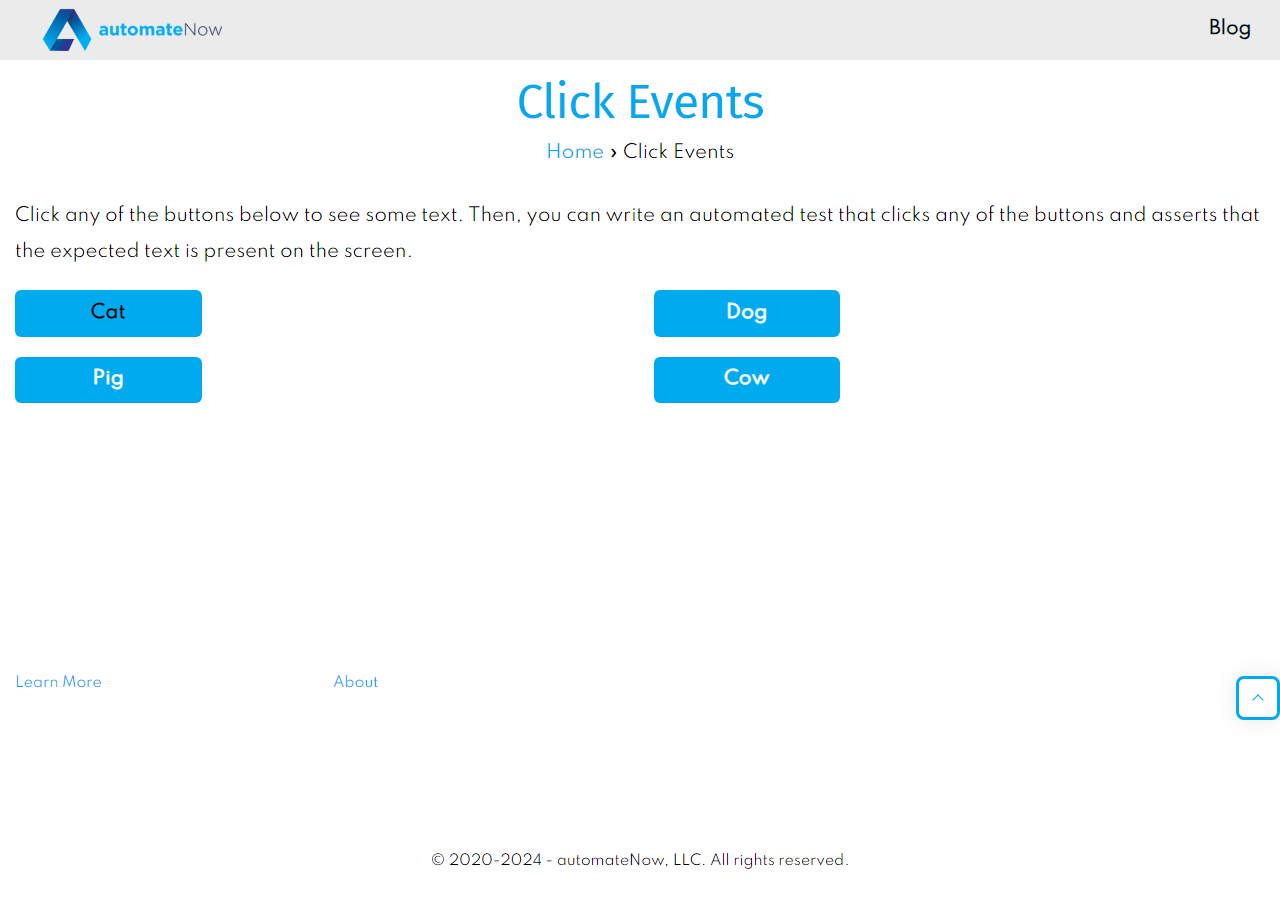 automateNow
Blog
Click Events
Home › Click Events
Click any of the buttons below to see some text. Then, you can write an automated test that clicks any of the buttons and asserts that
the expected text is present on the screen.
Cat
Dog
Pig
Cow
Learn More
About
© 2020-2024 - automateNow, LLC. All rights reserved.